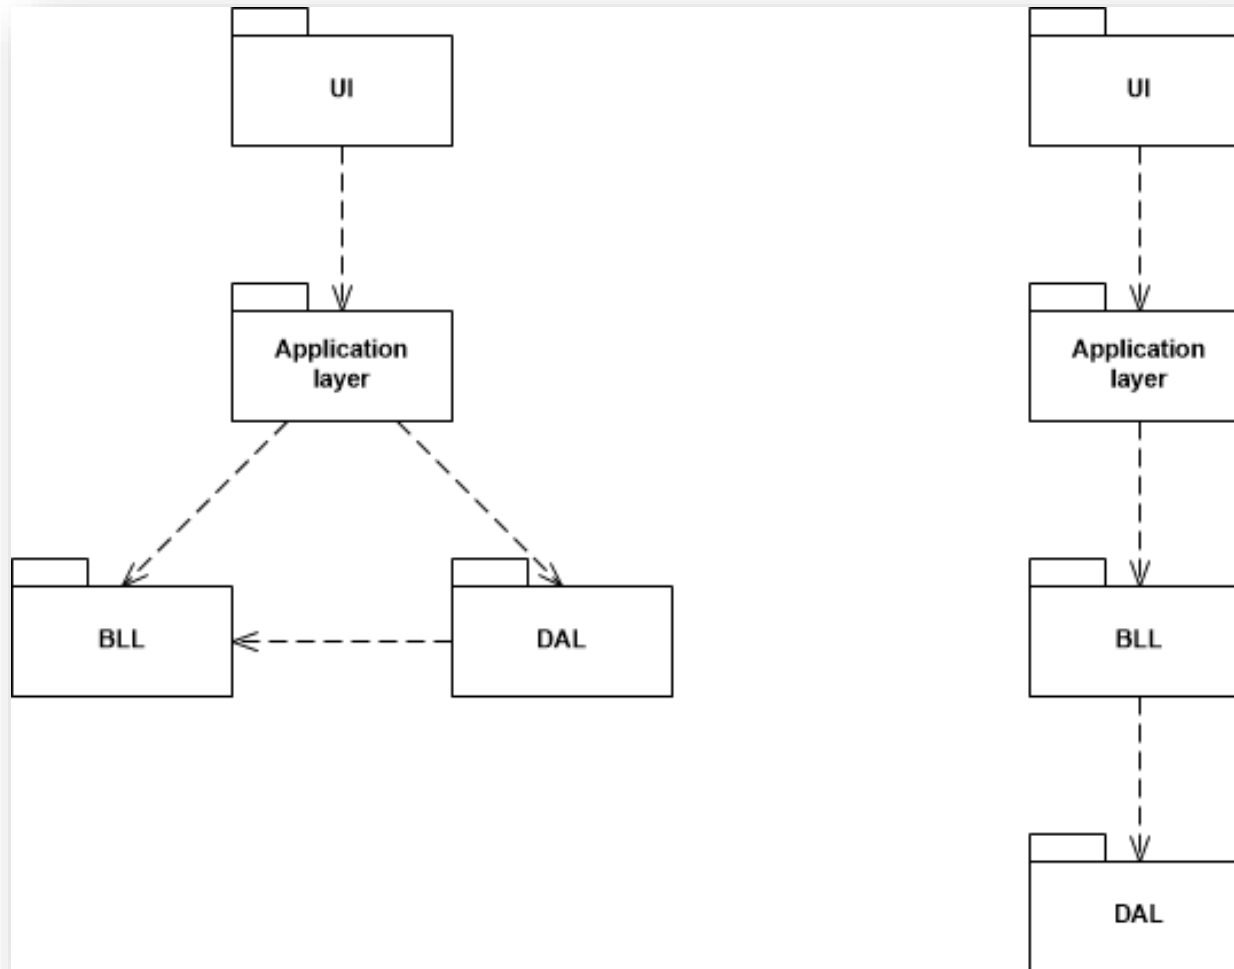 UI
Application
layer
BLL
DAL
UI
Application
layer
BLL
DAL